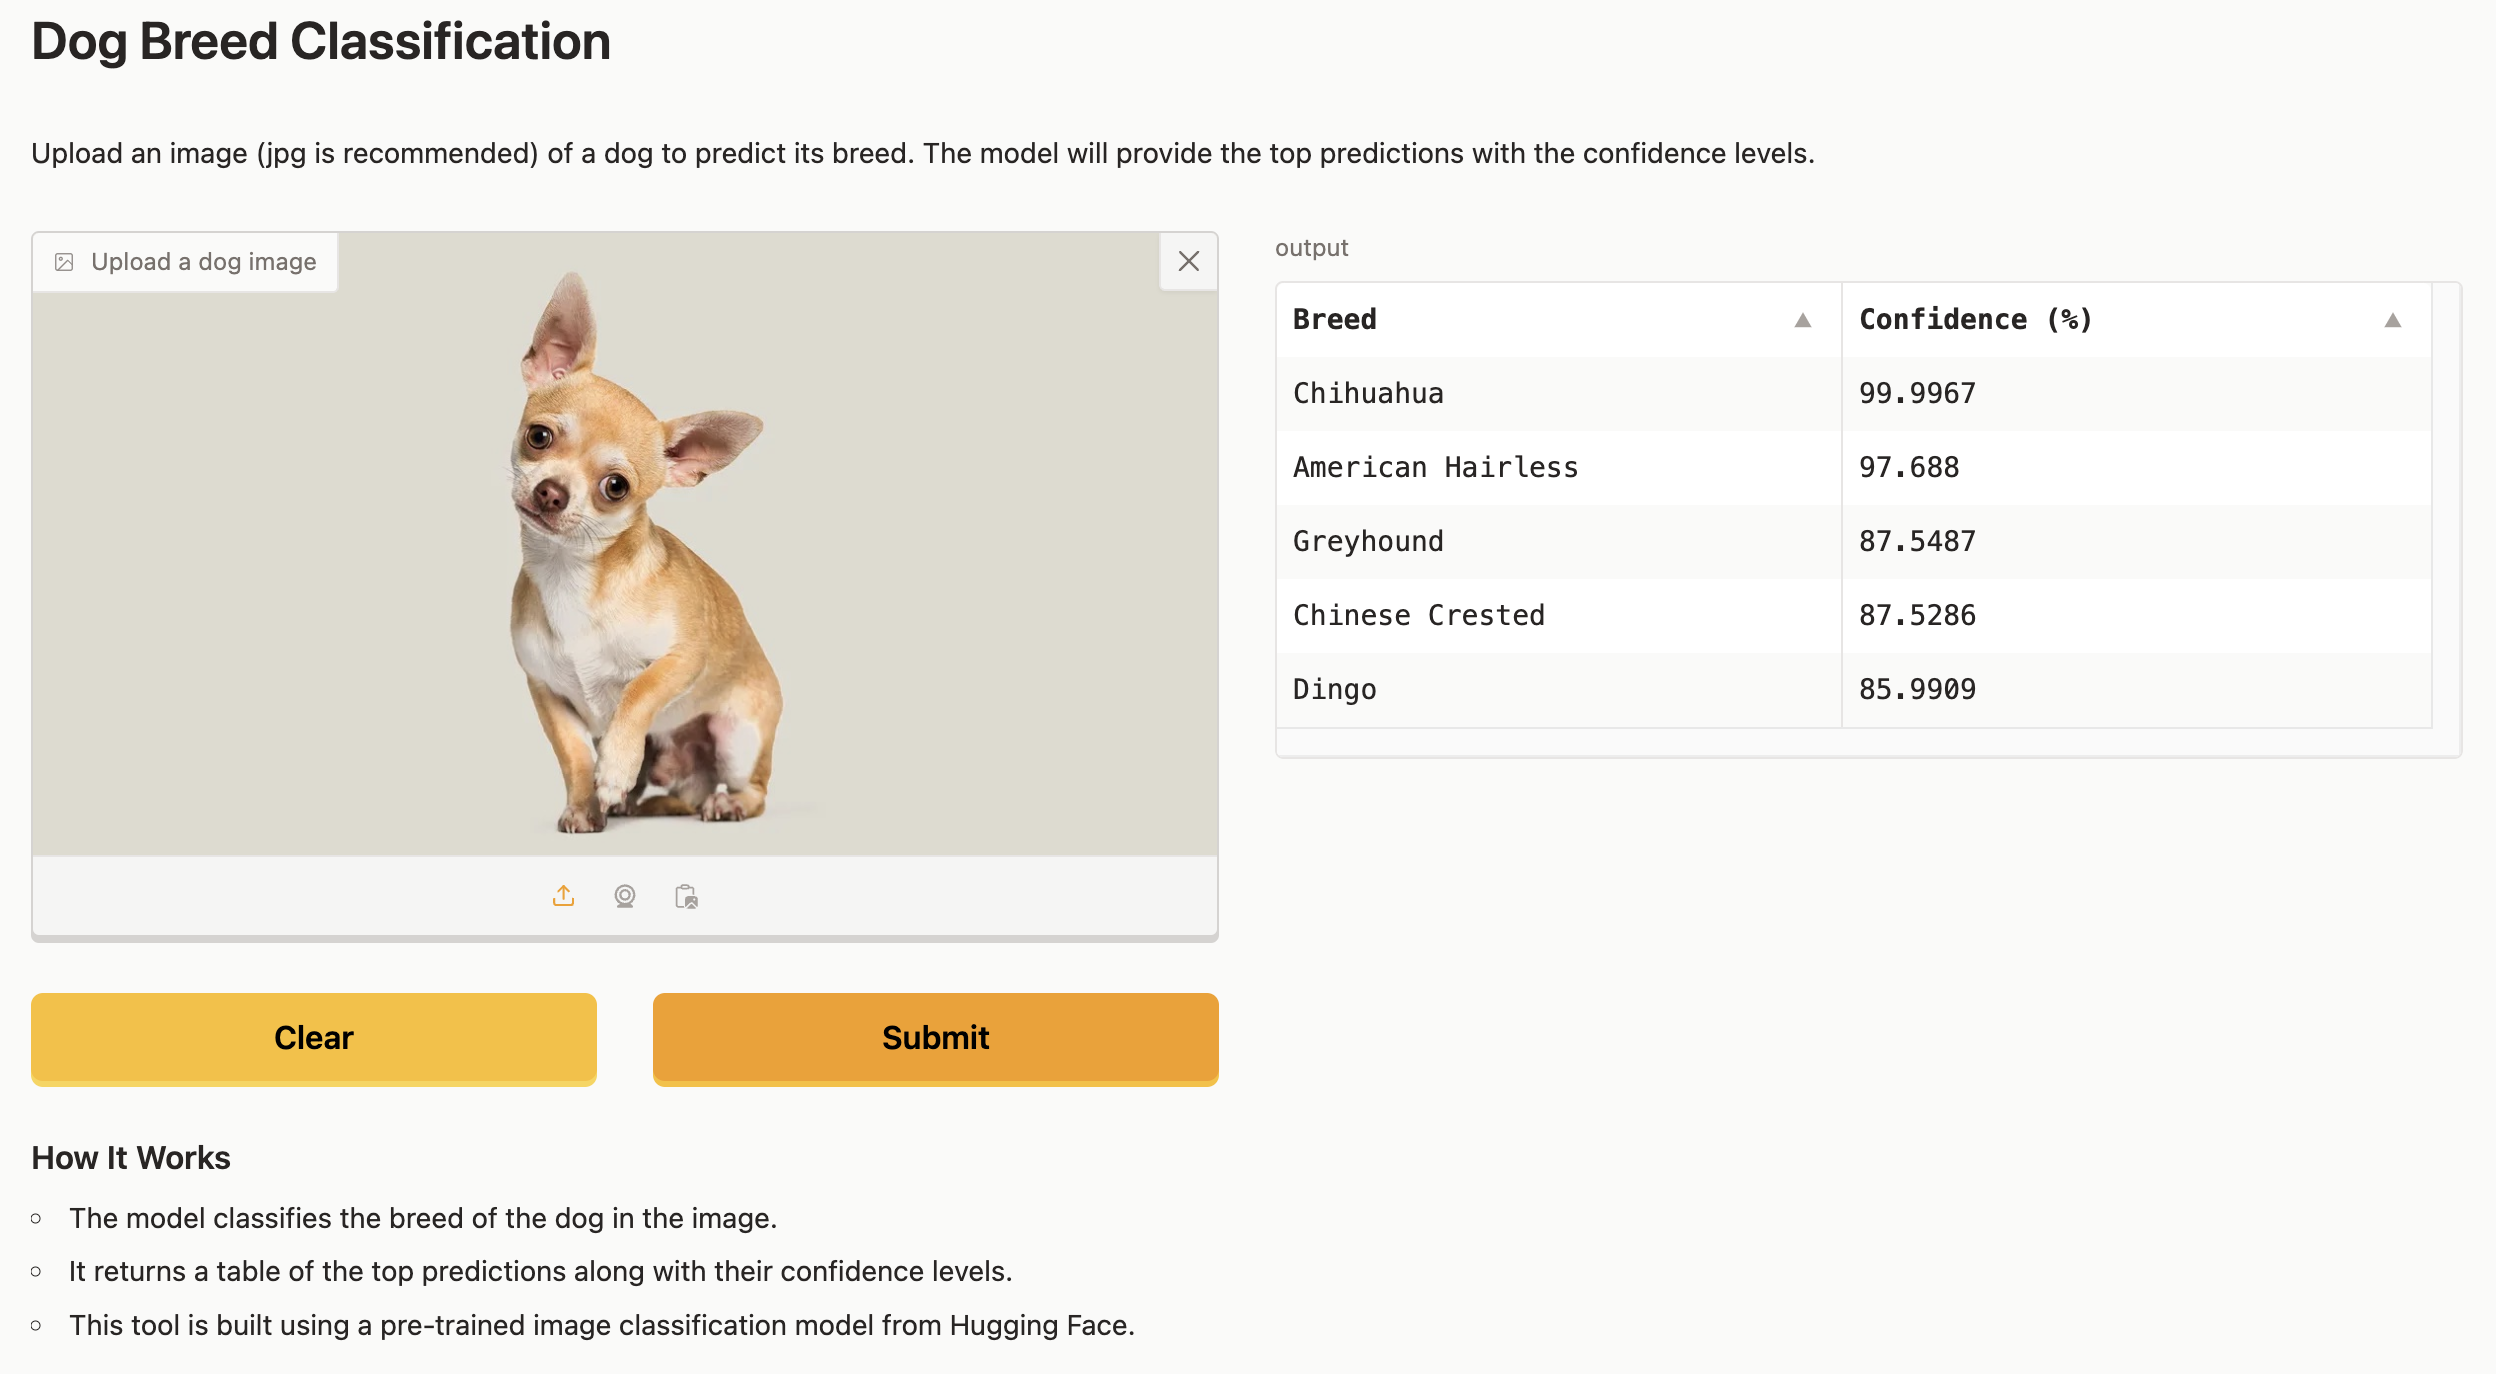 Dog Breed Classification
Upload an image (jpg is recommended) of a dog to predict its breed. The model will provide the top predictions with the confidence levels.
Upload a dog image
output
Breed Confidence (%)
Chihuahua 99.9967
American Hairless 97.688
Greyhound 87.5487
Chinese Crested 87.5286
Dingo 85.9909
Clear
Submit
How It Works
The model classifies the breed of the dog in the image.
It returns a table of the top predictions along with their confidence levels.
This tool is built using a pre-trained image classification model from Hugging Face.